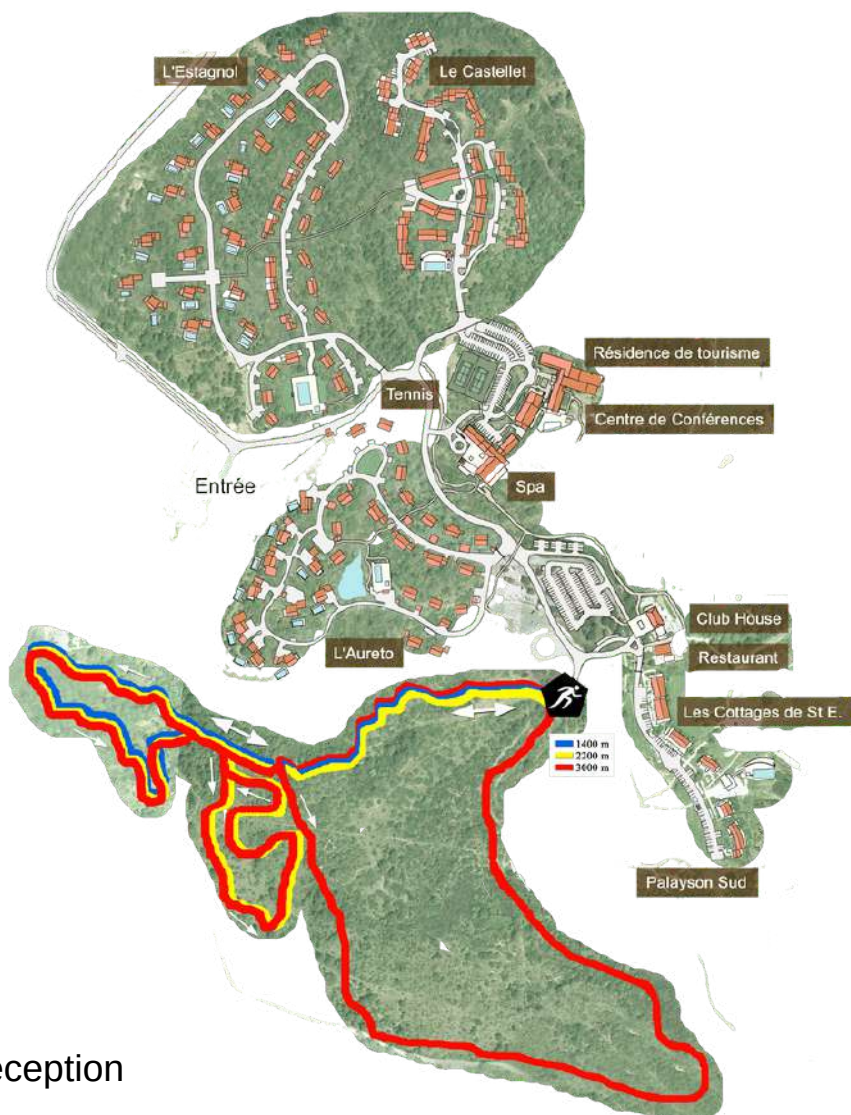 L'Estagnol
Le Castellet
Résidence de tourisme
Tennis
Centre de Conférences
Entrée
Spa
Club House
L'Aureto
Restaurant
Les Cottages de St E.
1400 m
2200 m
3000 m
Palayson Sud
eception